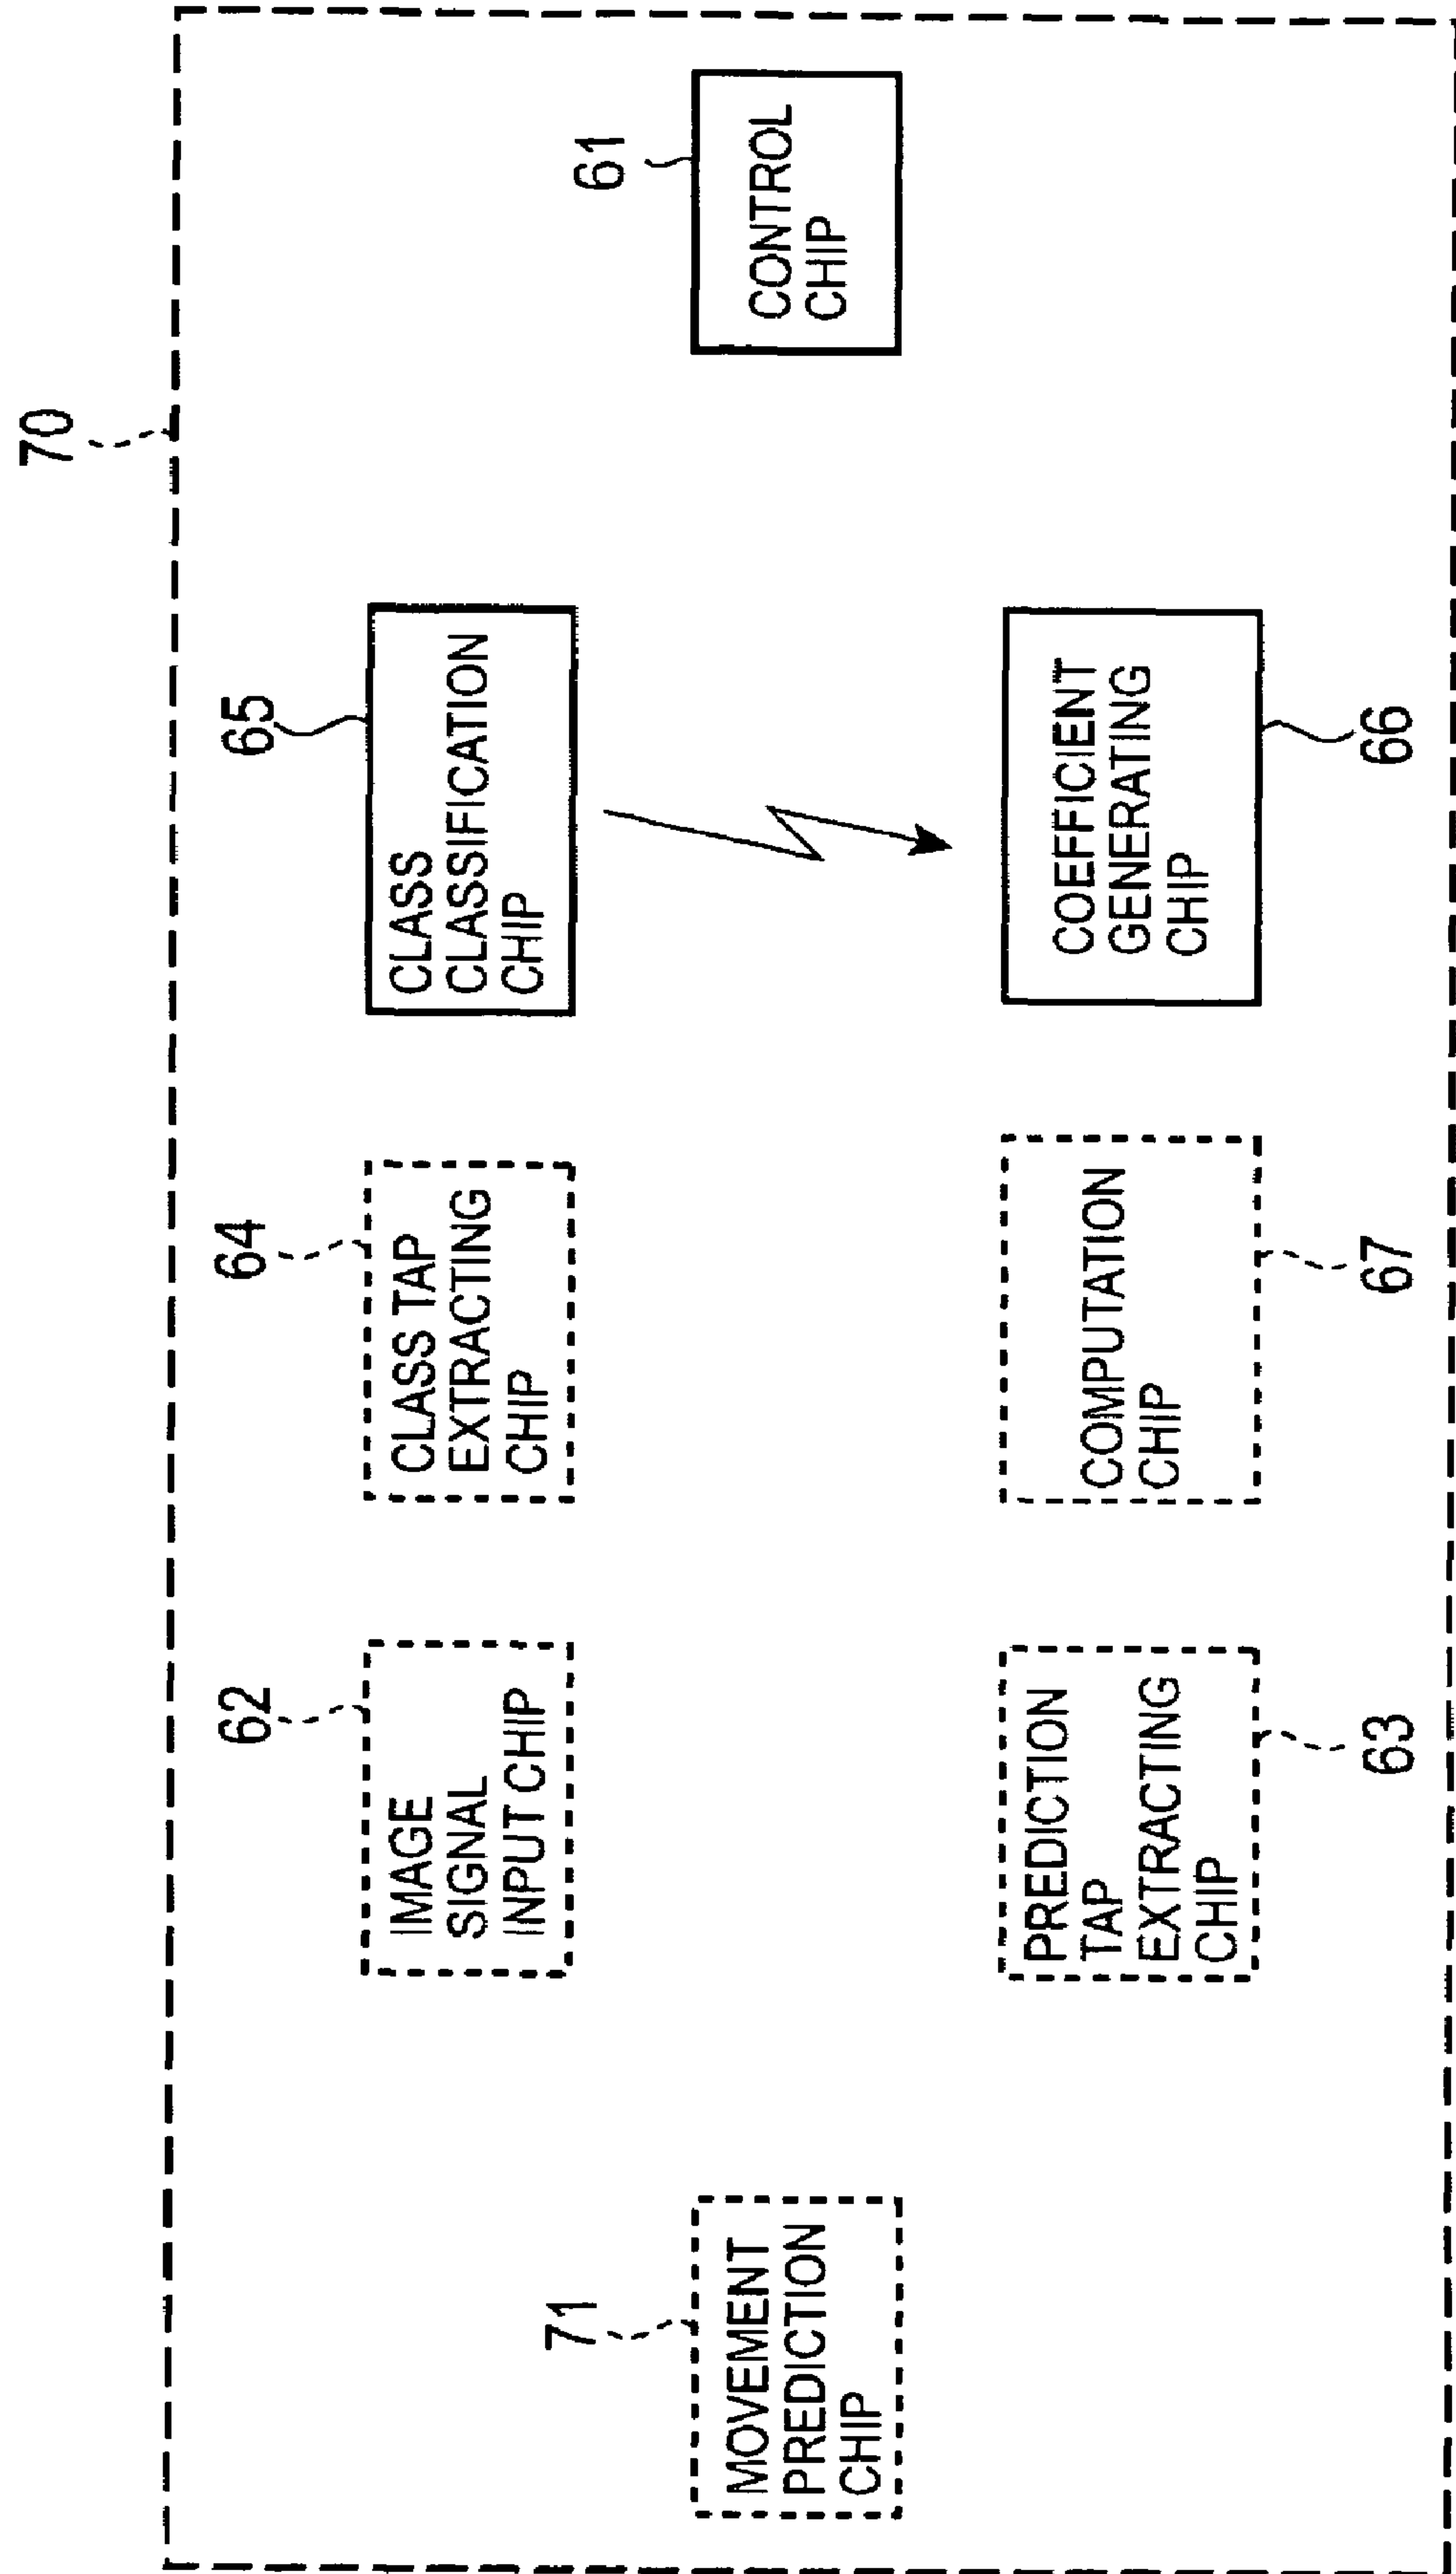 70
71
MOVEMENT
PREDICTION
CHIP
62
IMAGE
SIGNAL
INPUT CHIP
64
CLASS TAP
EXTRACTING
CHIP
65
CLASS
CLASSIFICATION
CHIP
61
CONTROL
CHIP
PREDICTION
TAP
EXTRACTING
CHIP
63
COMPUTATION
CHIP
67
COEFFICIENT
GENERATING
CHIP
66